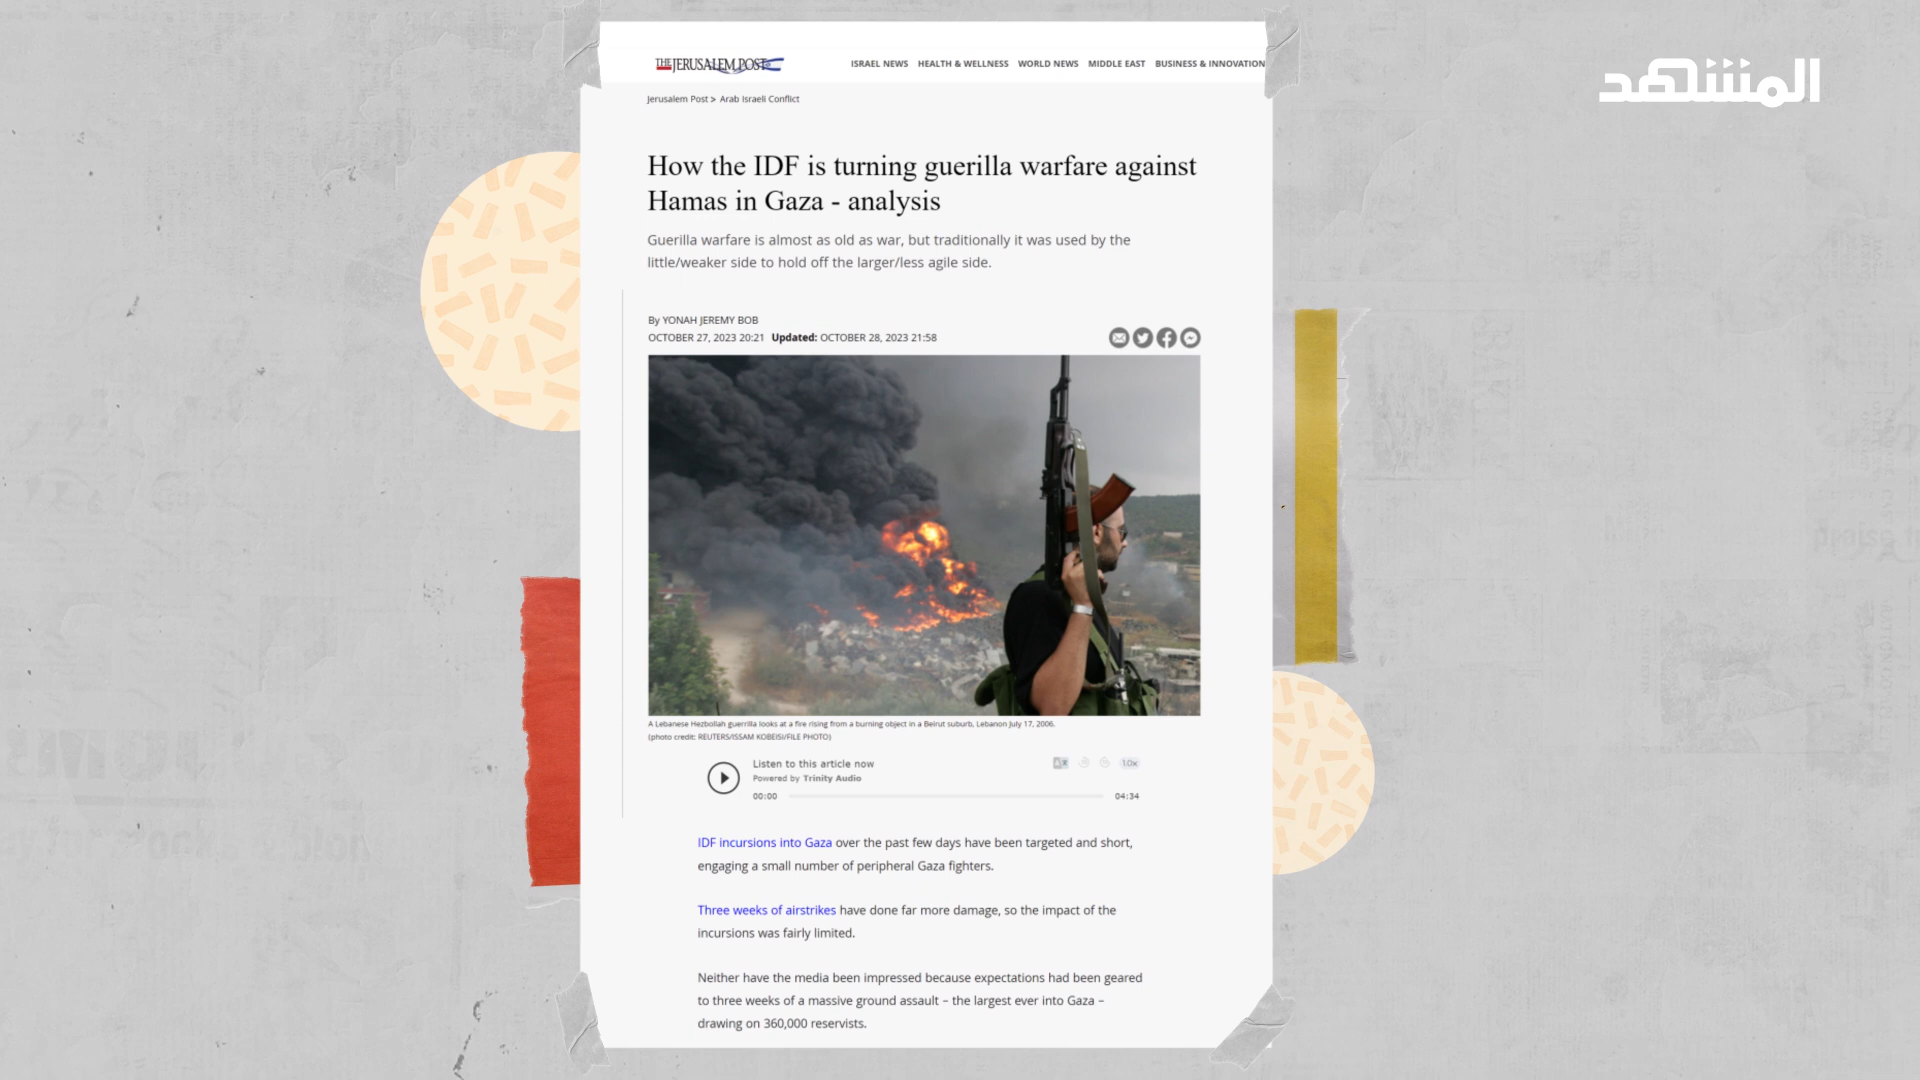 المشهد
THE JERUSALEM POST
ISRAEL NEWS HEALTH & WELLNESS WORLD NEWS MIDDLE EAST BUSINESS & INNOVATION
Jerusalem Post > Arab Israeli Conflict
How the IDF is turning guerilla warfare against
Hamas in Gaza - analysis
Guerilla warfare is almost as old as war, but traditionally it was used by the
little/weaker side to hold off the larger/less agile side.
By YONAH JEREMY BOB
OCTOBER 27, 2023 20:21 Updated: OCTOBER 28, 2023 21:58
A Lebanese Hezbollah guerrilla looks at a fire rising from a burning object in a Beirut suburb, Lebanon July 17, 2006.
(photo credit: REUTERS/ISSAM KOBEISI/FILE PHOTO)
Listen to this article now
1.0x
Powered by Trinity Audio
00:00 04:34
IDF incursions into Gaza over the past few days have been targeted and short,
engaging a small number of peripheral Gaza fighters.
Three weeks of airstrikes have done far more damage, so the impact of the
incursions was fairly limited.
Neither have the media been impressed because expectations had been geared
to three weeks of a massive ground assault – the largest ever into Gaza –
drawing on 360,000 reservists.